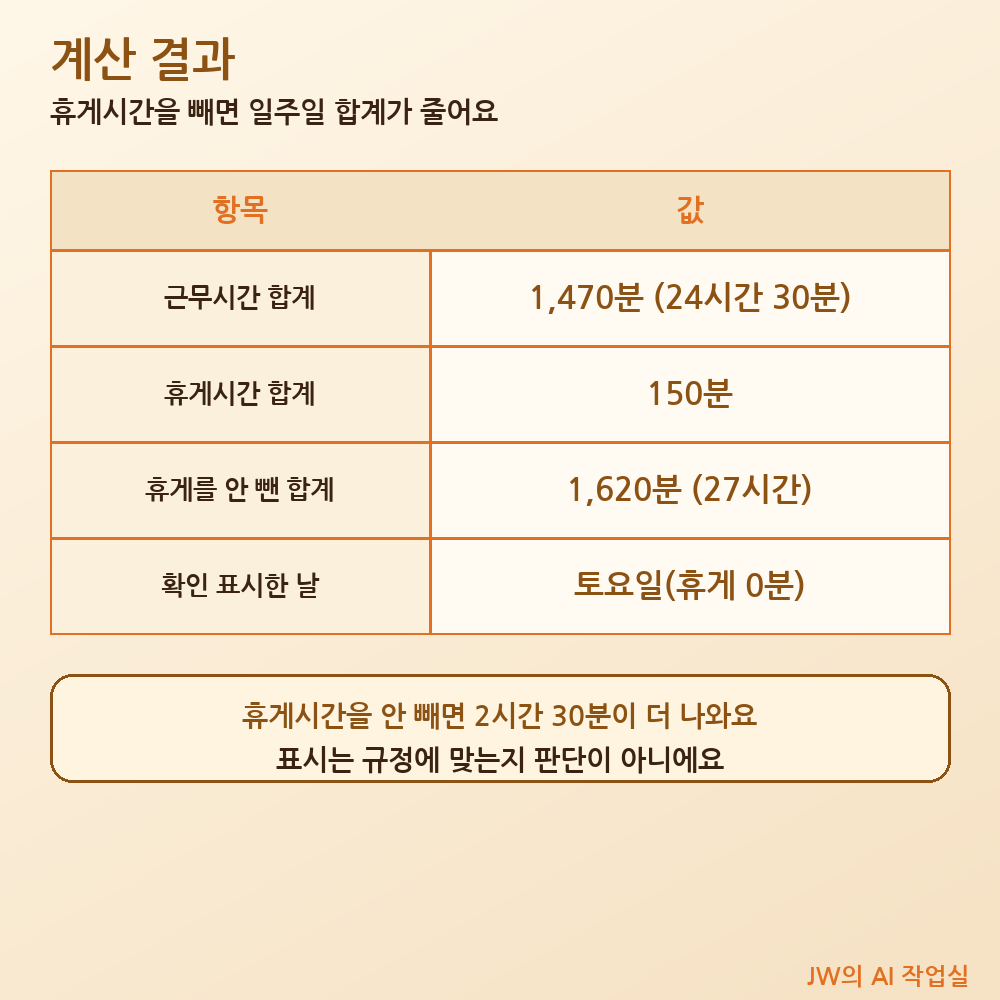 계산 결과
휴게시간을 빼면 일주일 합계가 줄어요
항목 값
근무시간 합계 1,470분 (24시간 30분)
휴게시간 합계 150분
휴게를 안 뺀 합계 1,620분 (27시간)
확인 표시한 날 토요일(휴게 0분)
휴게시간을 안 빼면 2시간 30분이 더 나와요
표시는 규정에 맞는지 판단이 아니에요
JW의 AI 작업실